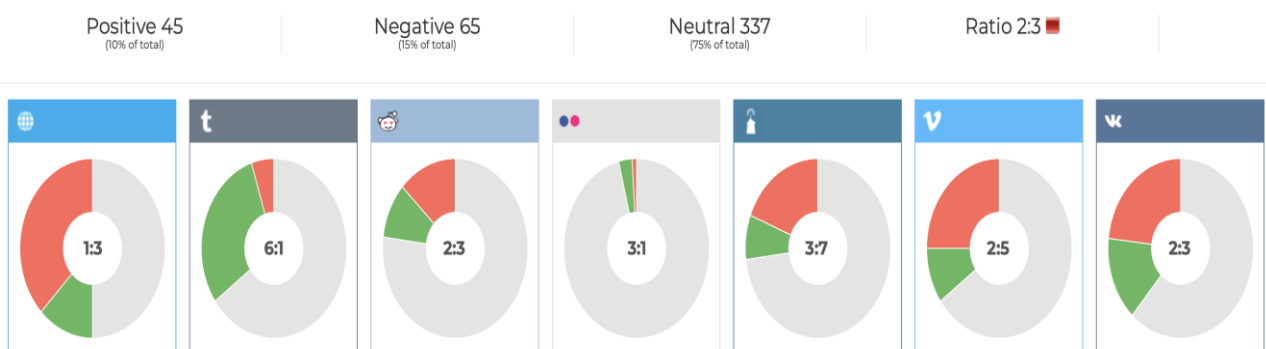 Positive 45
(10% of total)
Negative 65
(15% of total)
Neutral 337
(75% of total)
Ratio 2:3
t
v
1:3
6:1
2:3
3:1
3:7
2:5
2:3